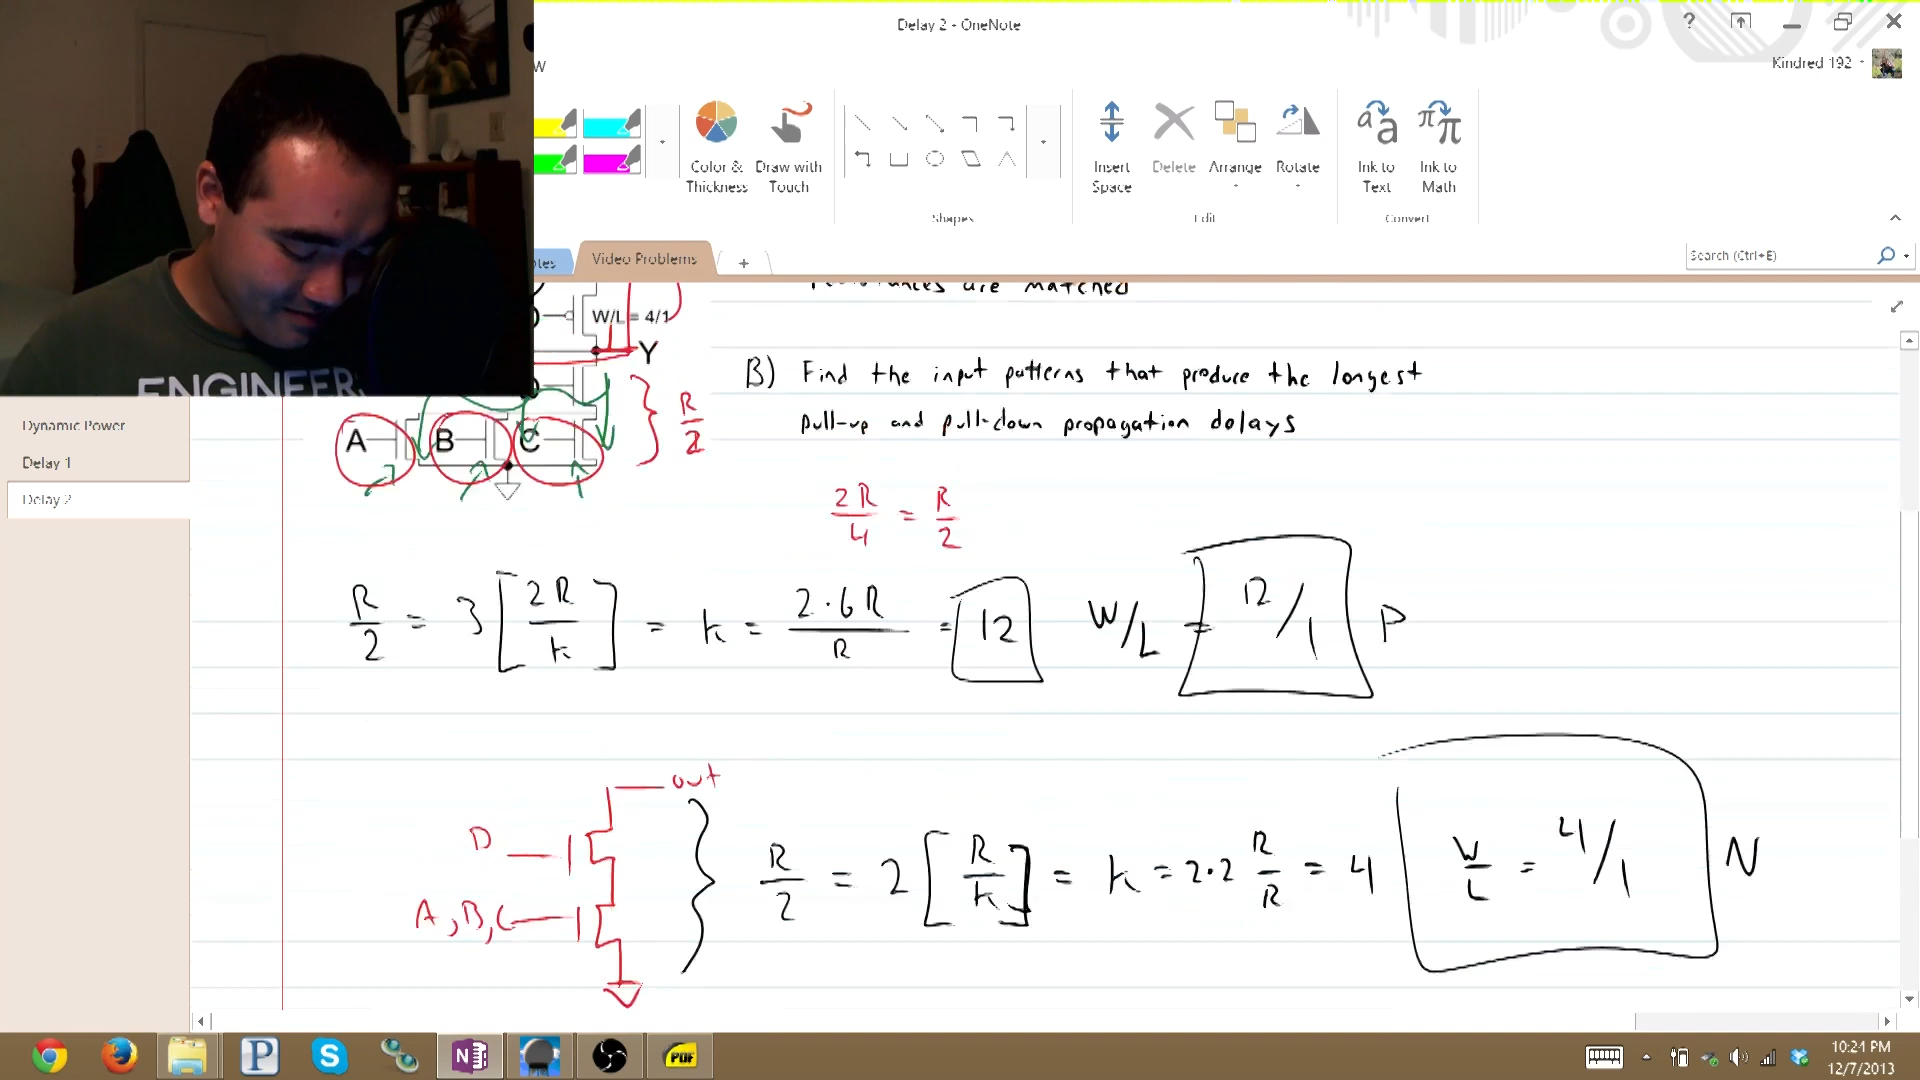 Delay 2 - OneNote
?
W
Kindred 192
Color & Thickness
Draw with Touch
Insert Space
Delete
Arrange
Rotate
Ink to Text
Ink to Math
Shapes
Edit
Convert
otes
Video Problems
+
Search (Ctrl+E)
ENGINEER
Dynamic Power
Delay 1
Delay 2
are matched
W/L = 4/1
Y
A
B
C
R/2
B) Find the input patterns that produce the longest
pull-up and pull-down propagation delays
2R/4 = R/2
R/2 = 3 [2R/k] = k = 2·6R/R = 12 W/L = 12/1 P
out
D
A,B,C
R/2 = 2 [R/k] = k = 2·2 R/R = 4 W/L = 4/1 N
PDF
10:24 PM
12/7/2013